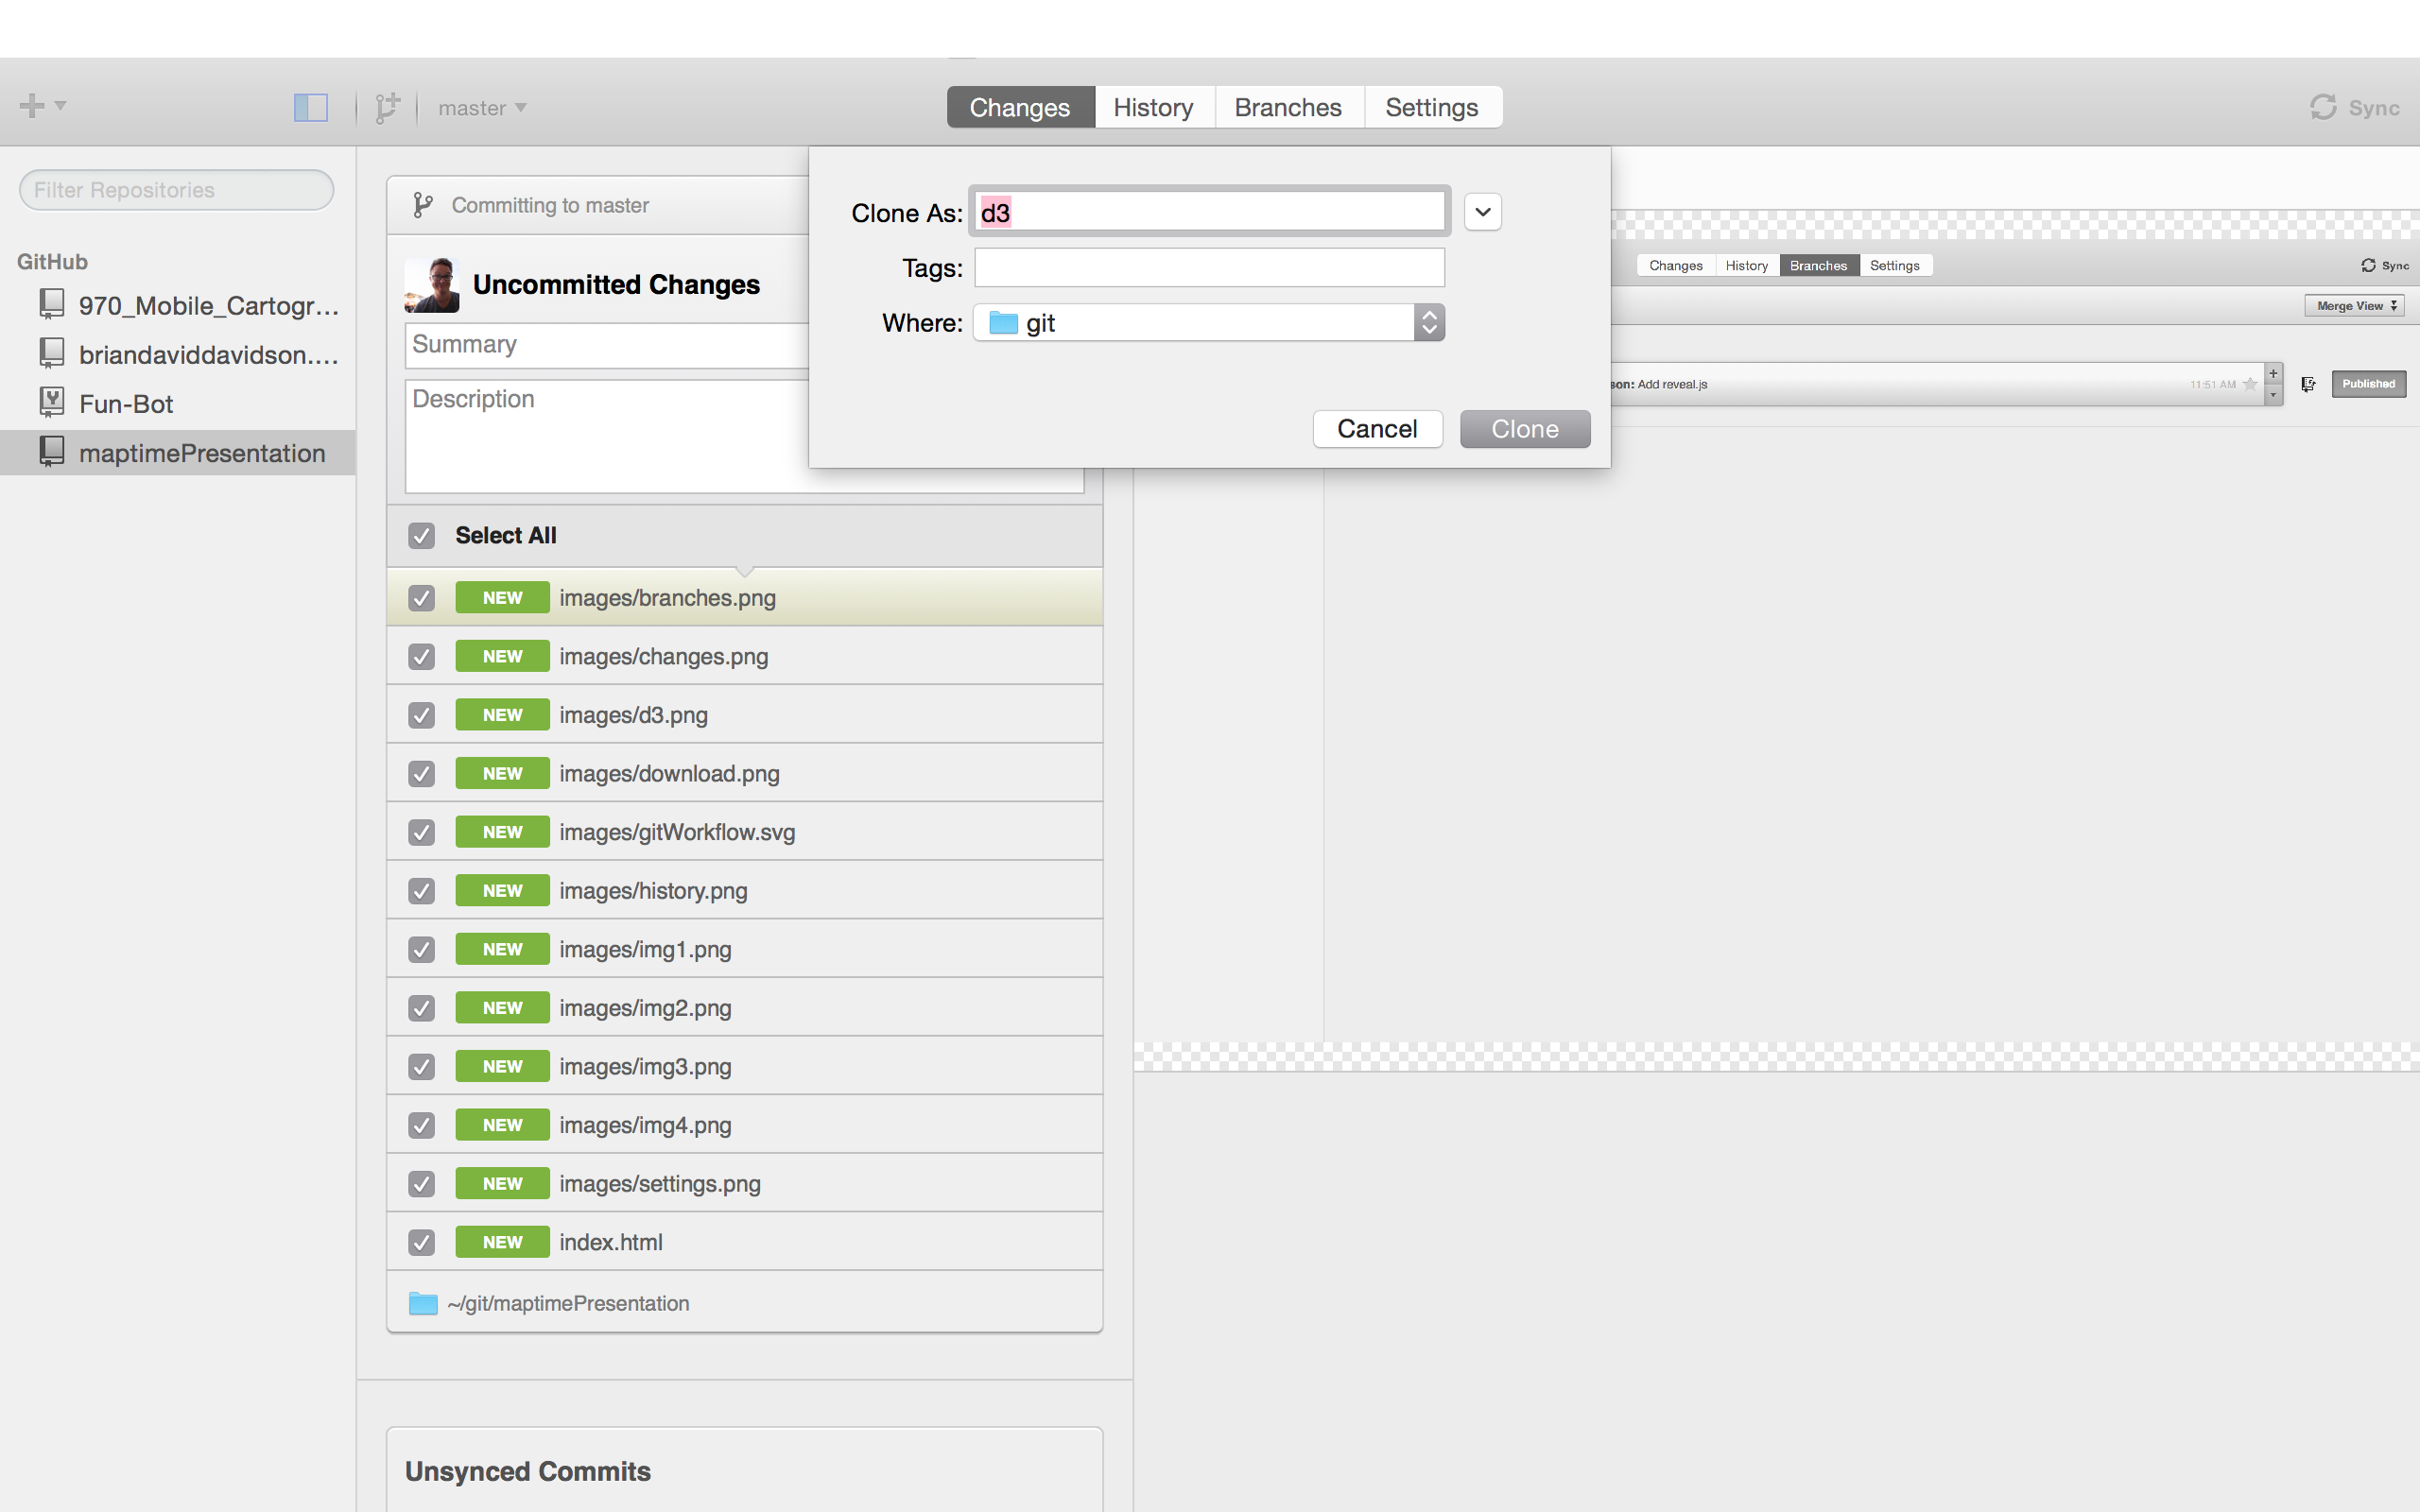 master
Changes History Branches Settings
Sync
Filter Repositories
GitHub
970_Mobile_Cartogr...
briandaviddavidson....
Fun-Bot
maptimePresentation
Committing to master
Uncommitted Changes
Summary
Description
Clone As: d3
Tags:
Where: git
Cancel Clone
Changes History Branches Settings
Sync
Merge View
son: Add reveal.js
11:51 AM
Published
Select All
NEW images/branches.png
NEW images/changes.png
NEW images/d3.png
NEW images/download.png
NEW images/gitWorkflow.svg
NEW images/history.png
NEW images/img1.png
NEW images/img2.png
NEW images/img3.png
NEW images/img4.png
NEW images/settings.png
NEW index.html
~/git/maptimePresentation
Unsynced Commits